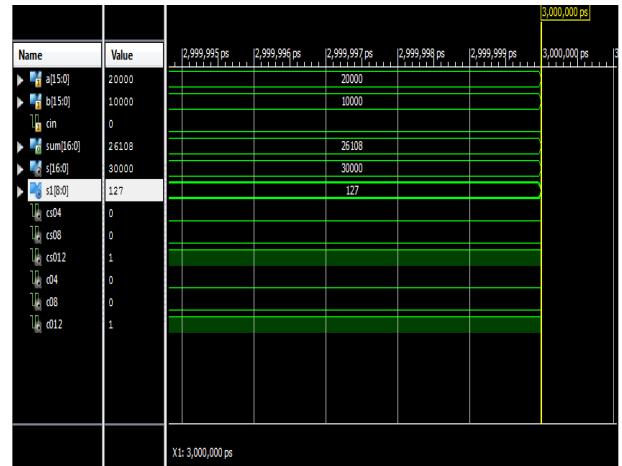 3,000,000 ps
Name Value 2,999,995 ps 2,999,996 ps 2,999,997 ps 2,999,998 ps 2,999,999 ps 3,000,000 ps
a[15:0] 20000 20000
b[15:0] 10000 10000
cin 0
sum[16:0] 26108 26108
s[16:0] 30000 30000
s1[8:0] 127 127
cs04 0
cs08 0
cs012 1
c04 0
c08 0
c012 1
X1: 3,000,000 ps